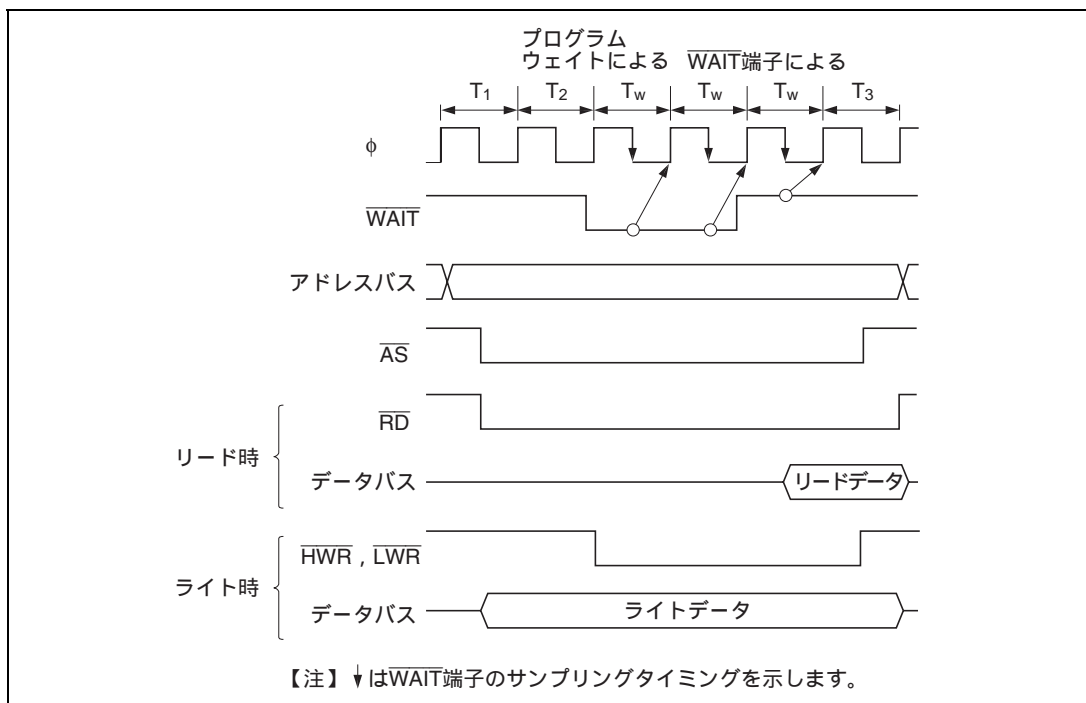 プログラム
ウェイトによる WAIT端子による
T1 T2 Tw Tw Tw T3
φ
WAIT
アドレスバス
AS
RD
リード時
データバス リードデータ
HWR , LWR
ライト時
データバス ライトデータ
【注】↓はWAIT端子のサンプリングタイミングを示します。